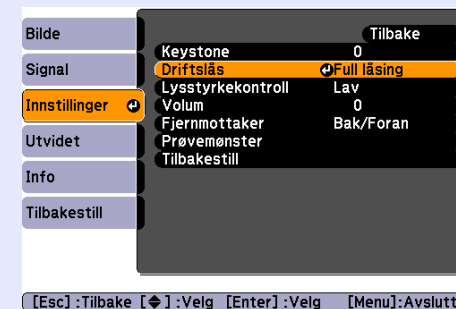 Bilde
Signal
Innstillinger
Utvidet
Info
Tilbakestill
Tilbake
Keystone 0
Driftslås Full låsing
Lysstyrkekontroll Lav
Volum 0
Fjernmottaker Bak/Foran
Prøvemønster
Tilbakestill
[Esc] :Tilbake [◆] :Velg [Enter] :Velg [Menu]:Avslutt